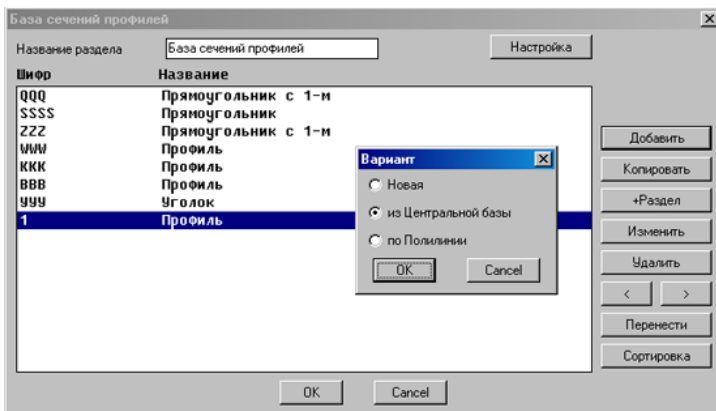 База сечений профилей
Название раздела База сечений профилей Настройка
Шифр Название
QQQ Прямоугольник с 1-м
SSSS Прямоугольник
ZZZ Прямоугольник с 1-м
WWW Профиль
KKK Профиль
BBB Профиль
УУУ Уголок
1 Профиль
Вариант
Новая
из Центральной базы
по Полилинии
OK Cancel
Добавить
Копировать
+Раздел
Изменить
Удалить
< >
Перенести
Сортировка
OK Cancel